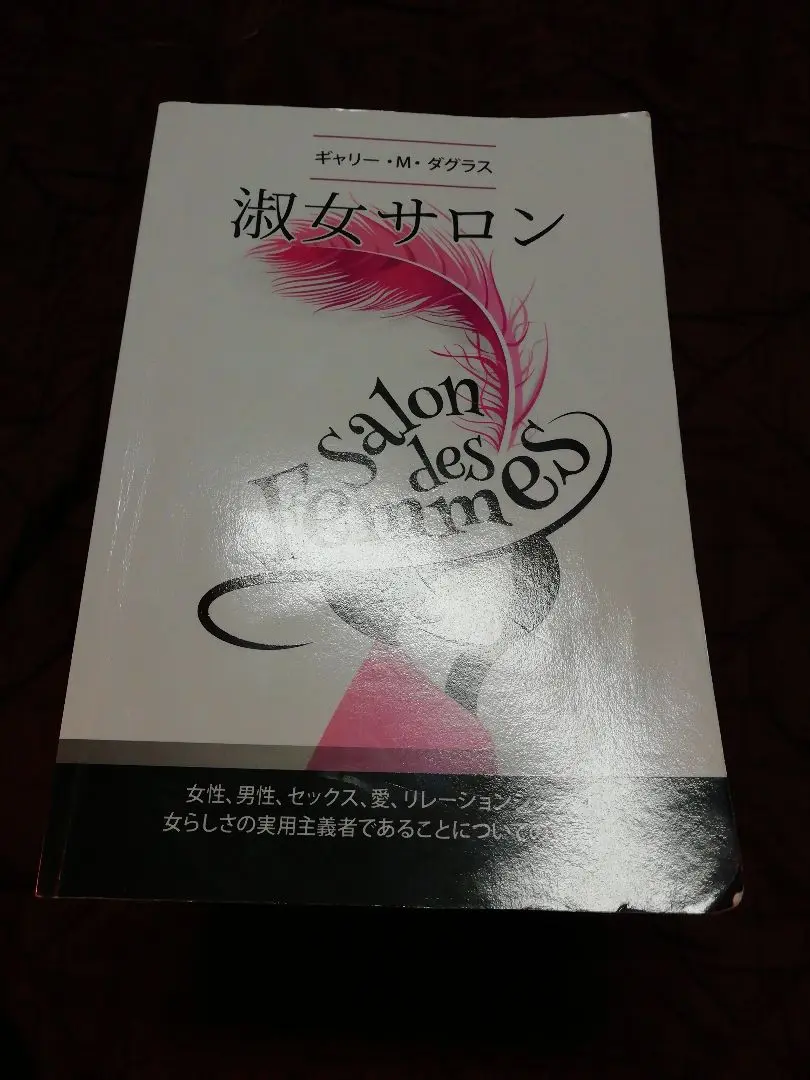 ギャリー・M・ダグラス
淑女サロン
Salon
des
Femmes
女性、男性、セックス、愛、リレーション
女らしさの実用主義者であることについて